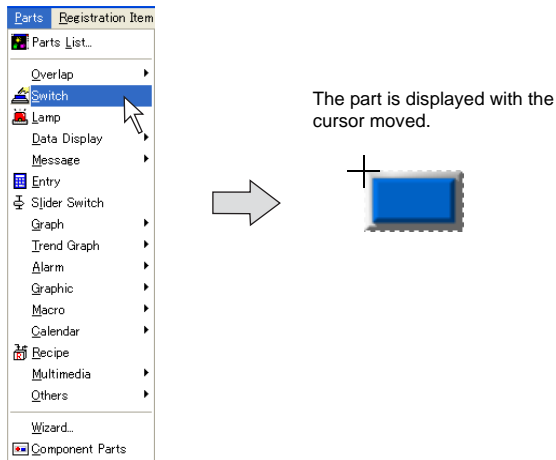 Parts Registration Item
Parts List...
Overlap
Switch
Lamp
Data Display
Message
Entry
Slider Switch
Graph
Trend Graph
Alarm
Graphic
Macro
Calendar
Recipe
Multimedia
Others
Wizard...
Component Parts
The part is displayed with the
cursor moved.